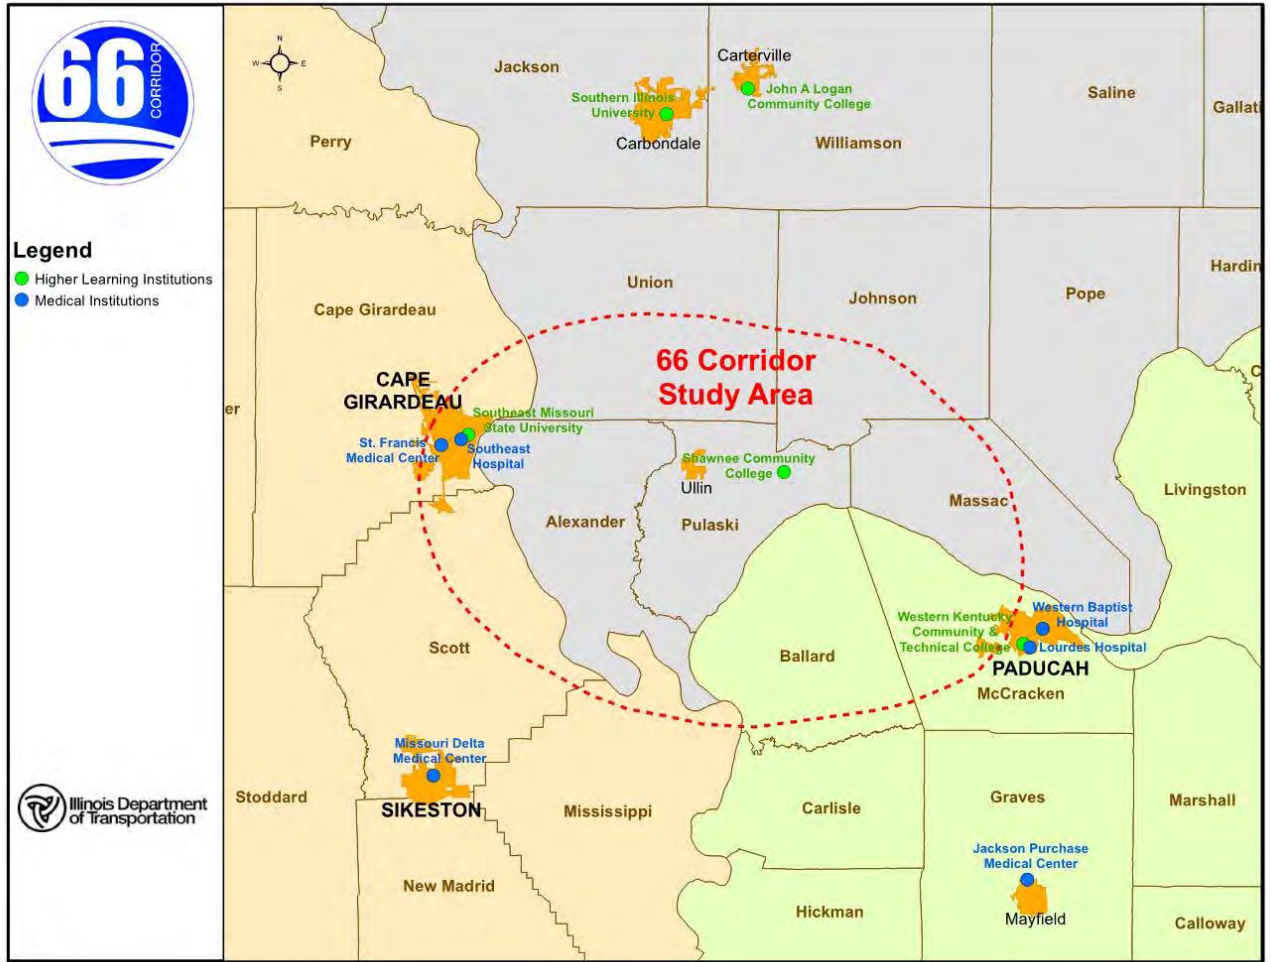 66
CORRIDOR
Legend
Higher Learning Institutions
Medical Institutions
Illinois Department
of Transportation
N
W
E
S
Jackson
Carterville
John A Logan
Community College
Southern Illinois
University
Carbondale
Williamson
Saline
Gallati
Perry
Union
Johnson
Pope
Hardin
Cape Girardeau
66 Corridor
Study Area
CAPE
GIRARDEAU
er
C
Southeast Missouri
State University
St. Francis
Medical Center
Southeast
Hospital
Shawnee Community
College
Ullin
Alexander
Pulaski
Massac
Livingston
Western Kentucky
Community &
Technical College
Western Baptist
Hospital
Lourdes Hospital
PADUCAH
McCracken
Scott
Ballard
Missouri Delta
Medical Center
SIKESTON
Stoddard
Mississippi
Carlisle
Graves
Marshall
Jackson Purchase
Medical Center
Mayfield
New Madrid
Hickman
Calloway